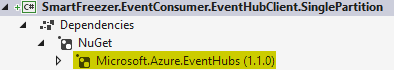 C# SmartFreezer.EventConsumer.EventHubClient.SinglePartition
Dependencies
NuGet
Microsoft.Azure.EventHubs (1.1.0)